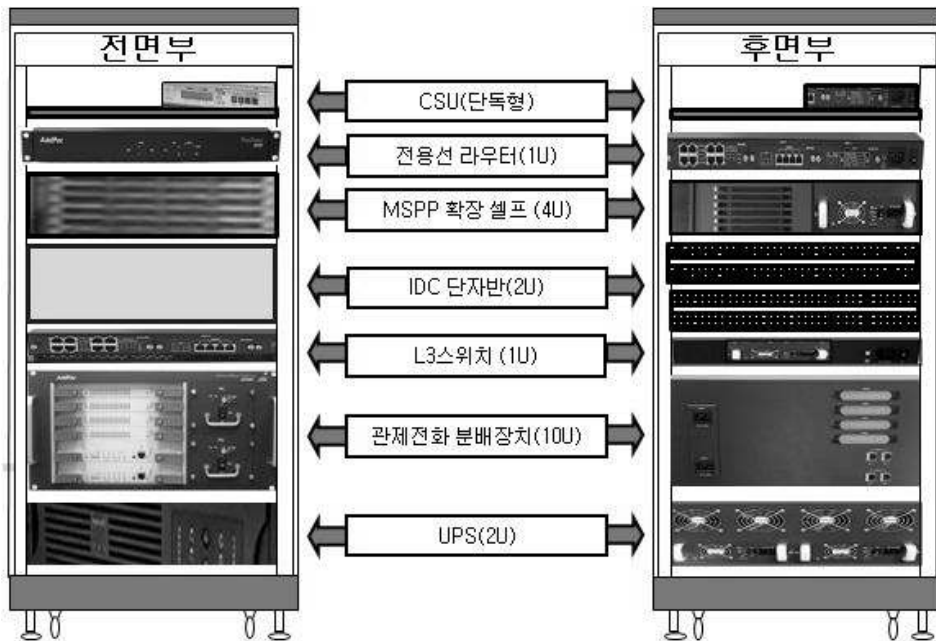 전면부
후면부
CSU(단독형)
전용선 라우터(1U)
MSPP 확장 셀프 (4U)
IDC 단자반(2U)
L3스위치 (1U)
관제전화 분배장치(10U)
UPS(2U)
AddPac
AddPac